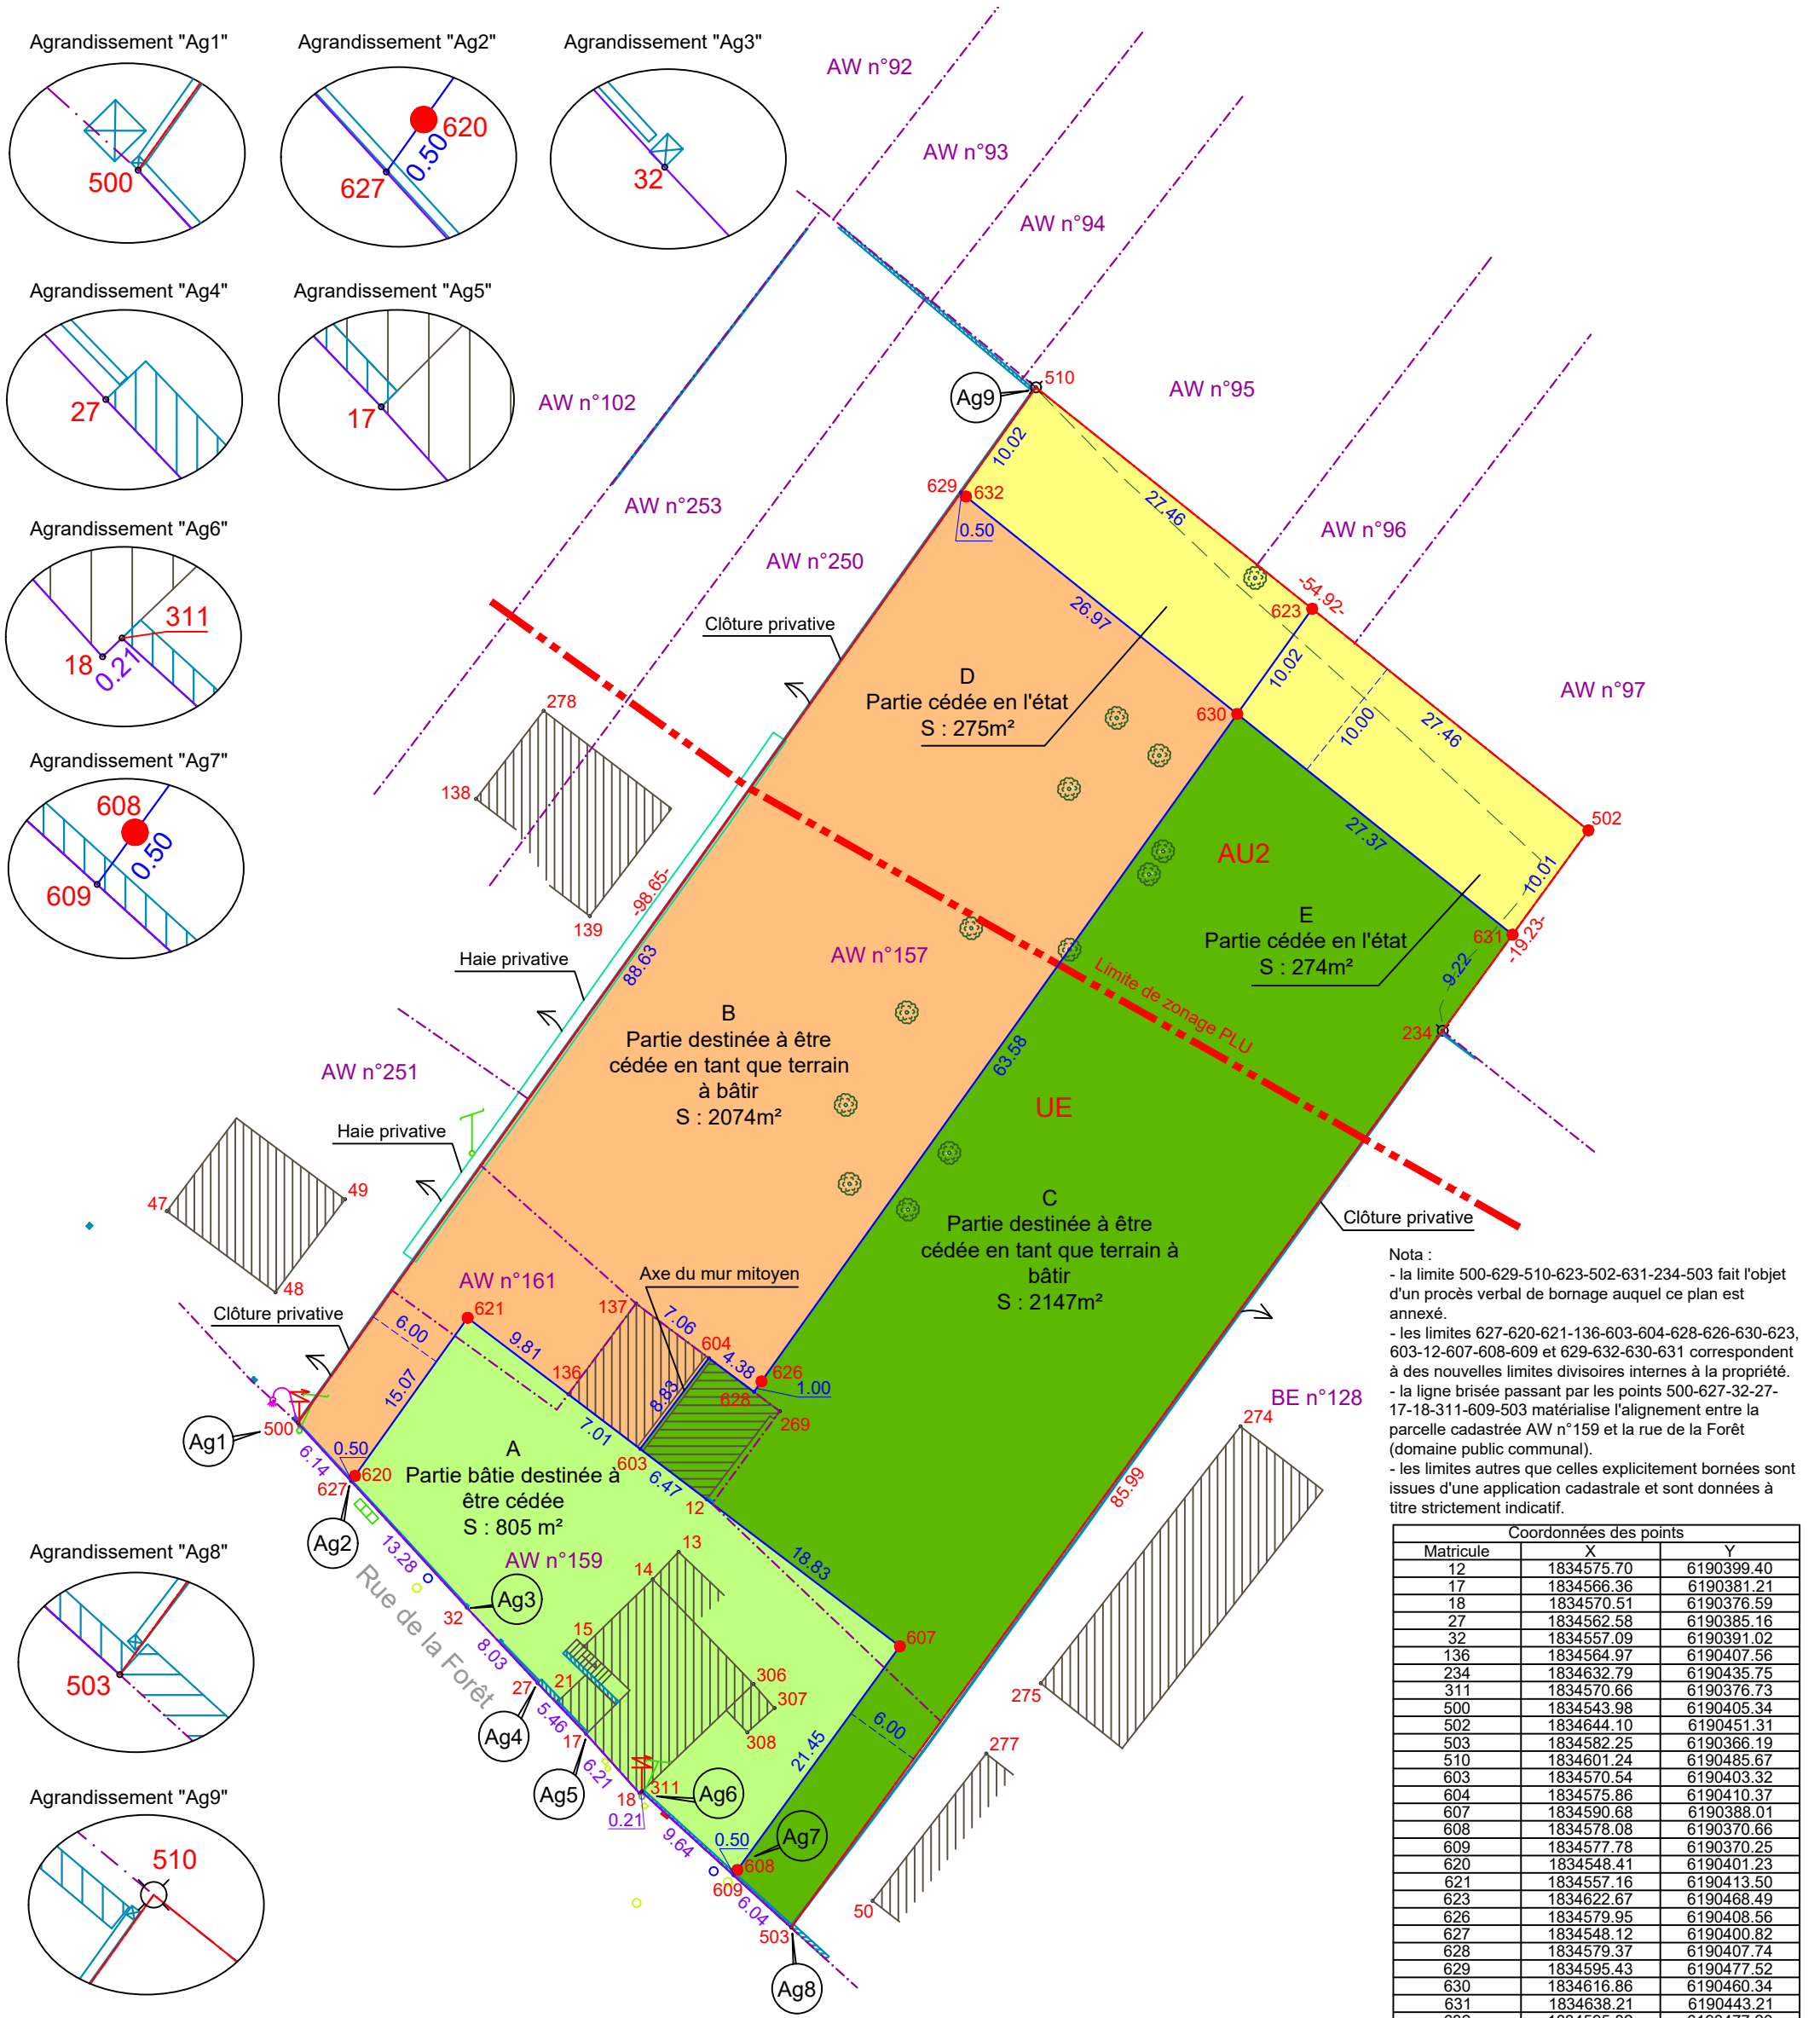 Agrandissement "Ag1"
500
Agrandissement "Ag2"
620
0.50
627
Agrandissement "Ag3"
32
Agrandissement "Ag4"
27
Agrandissement "Ag5"
17
Agrandissement "Ag6"
311
18
0.21
Agrandissement "Ag7"
608
0.50
609
Agrandissement "Ag8"
503
Agrandissement "Ag9"
510
AW n°92
AW n°93
AW n°94
AW n°95
AW n°96
AW n°97
AW n°102
AW n°253
AW n°250
AW n°251
AW n°157
AW n°161
AW n°159
BE n°128
Ag9
510
10.02
629
632
0.50
27.46
26.97
623
-54.92-
10.02
630
10.00
27.46
27.37
502
10.01
631
-19.23-
9.22
234
Clôture privative
D
Partie cédée en l'état
S : 275m²
AU2
E
Partie cédée en l'état
S : 274m²
Limite de zonage PLU
UE
278
138
139
-98.65-
88.63
Haie privative
B
Partie destinée à être
cédée en tant que terrain
à bâtir
S : 2074m²
63.58
C
Partie destinée à être
cédée en tant que terrain à
bâtir
S : 2147m²
Clôture privative
Haie privative
47
49
48
Clôture privative
Axe du mur mitoyen
137
7.06
604
4.38
626
628
1.00
269
621
6.00
9.81
136
15.07
8.83
7.01
603
6.47
12
18.83
500
Ag1
6.14
0.50
620
627
Ag2
A
Partie bâtie destinée à
être cédée
S : 805 m²
13.28
Rue de la Forêt
32
Ag3
8.03
13
14
15
21
27
Ag4
5.46
17
Ag5
6.21
306
307
308
607
6.00
21.45
311
18
0.21
Ag6
9.64
0.50
Ag7
608
609
6.04
503
Ag8
85.99
274
275
277
50
Nota :
- la limite 500-629-510-623-502-631-234-503 fait l'objet
d'un procès verbal de bornage auquel ce plan est
annexé.
- les limites 627-620-621-136-603-604-628-626-630-623,
603-12-607-608-609 et 629-632-630-631 correspondent
à des nouvelles limites divisoires internes à la propriété.
- la ligne brisée passant par les points 500-627-32-27-
17-18-311-609-503 matérialise l'alignement entre la
parcelle cadastrée AW n°159 et la rue de la Forêt
(domaine public communal).
- les limites autres que celles explicitement bornées sont
issues d'une application cadastrale et sont données à
titre strictement indicatif.
Coordonnées des points
Matricule X Y
12 1834575.70 6190399.40
17 1834566.36 6190381.21
18 1834570.51 6190376.59
27 1834562.58 6190385.16
32 1834557.09 6190391.02
136 1834564.97 6190407.56
234 1834632.79 6190435.75
311 1834570.66 6190376.73
500 1834543.98 6190405.34
502 1834644.10 6190451.31
503 1834582.25 6190366.19
510 1834601.24 6190485.67
603 1834570.54 6190403.32
604 1834575.86 6190410.37
607 1834590.68 6190388.01
608 1834578.08 6190370.66
609 1834577.78 6190370.25
620 1834548.41 6190401.23
621 1834557.16 6190413.50
623 1834622.67 6190468.49
626 1834579.95 6190408.56
627 1834548.12 6190400.82
628 1834579.37 6190407.74
629 1834595.43 6190477.52
630 1834616.86 6190460.34
631 1834638.21 6190443.21